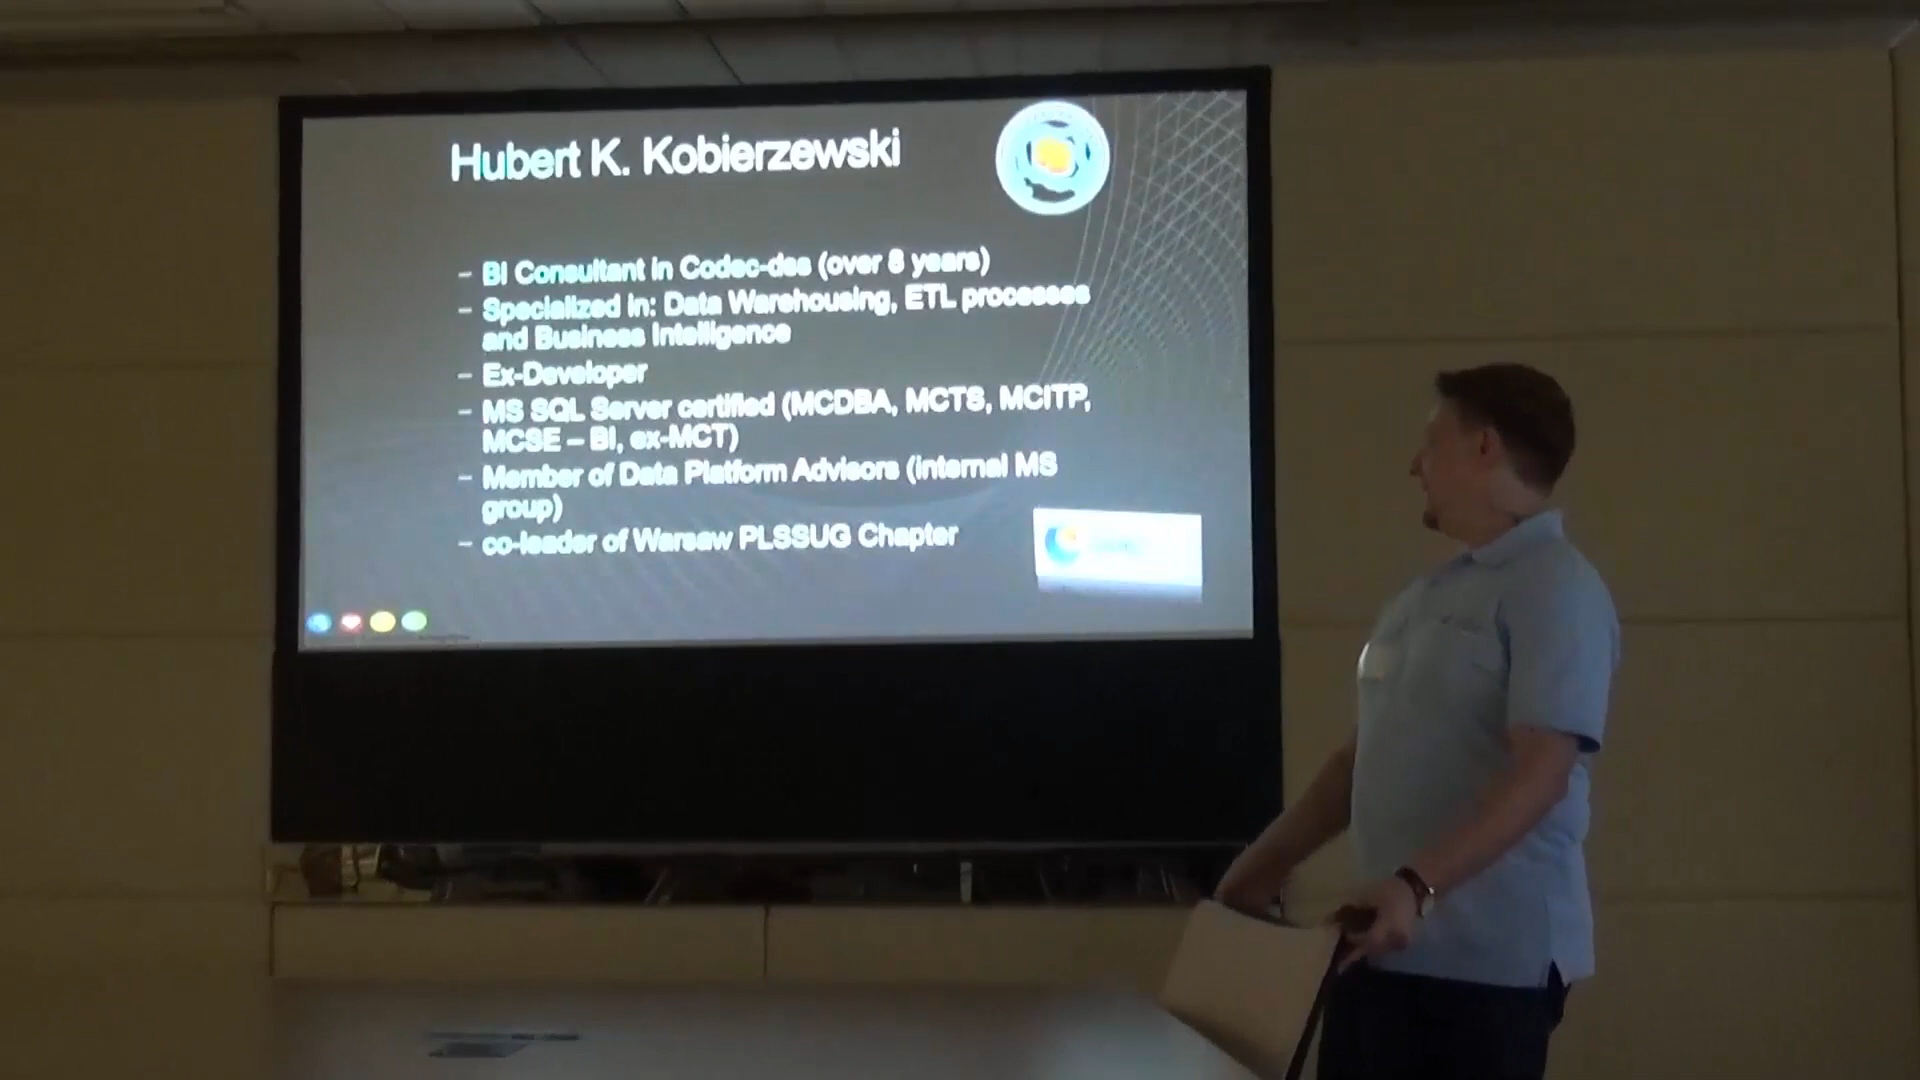 Hubert K. Kobierzewski
– BI Consultant in Codec-dss (over 8 years)
– Specialized in: Data Warehousing, ETL processes
and Business Intelligence
– Ex-Developer
– MS SQL Server certified (MCDBA, MCTS, MCITP,
MCSE – BI, ex-MCT)
– Member of Data Platform Advisors (internal MS
group)
– co-leader of Warsaw PLSSUG Chapter